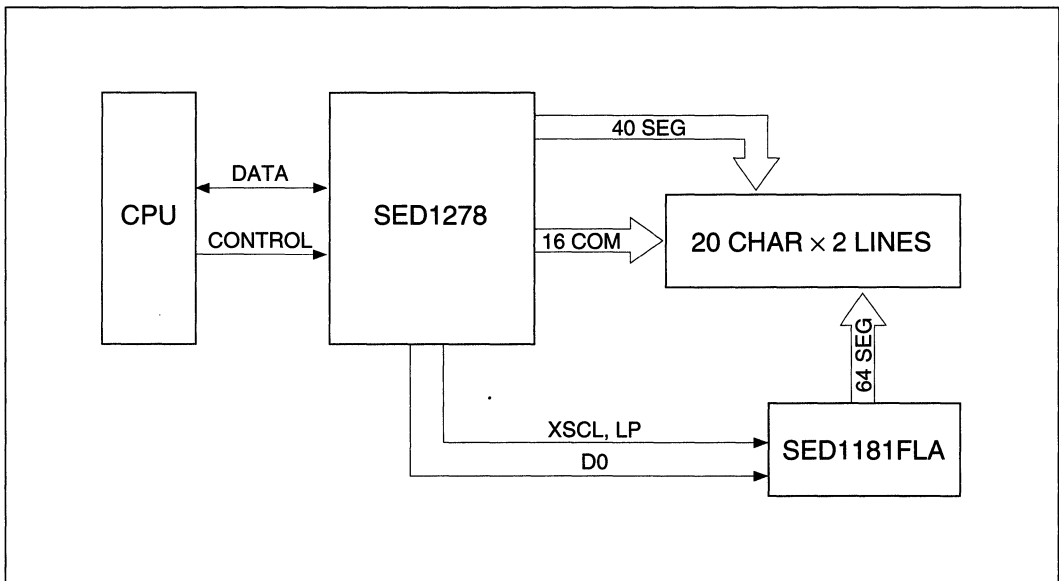 40 SEG
DATA
CPU
SED1278
CONTROL
16 COM
20 CHAR × 2 LINES
64 SEG
XSCL, LP
SED1181FLA
D0